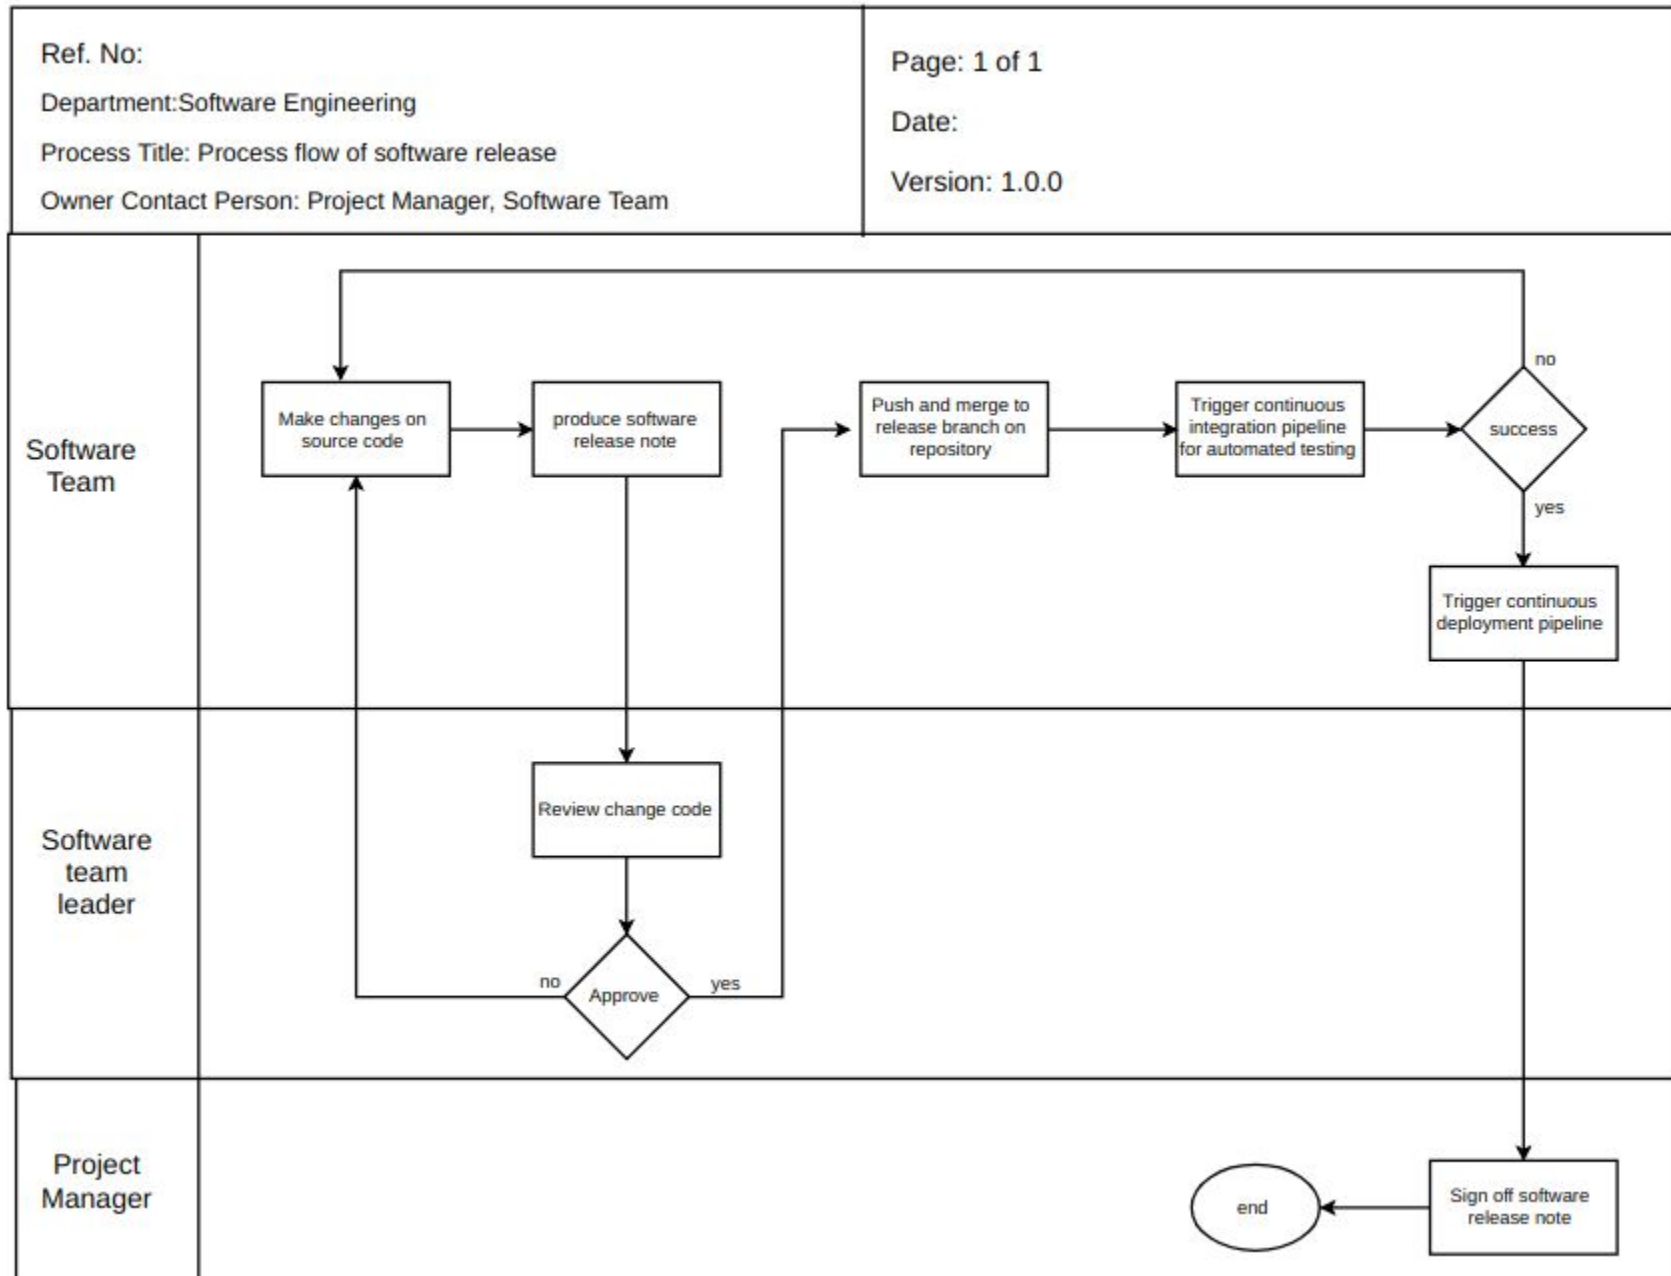 Ref. No:
Department:Software Engineering
Process Title: Process flow of software release
Owner Contact Person: Project Manager, Software Team
Page: 1 of 1
Date:
Version: 1.0.0
Software
Team
Make changes on
source code
produce software
release note
Push and merge to
release branch on
repository
Trigger continuous
integration pipeline
for automated testing
no
success
yes
Trigger continuous
deployment pipeline
Software
team
leader
Review change code
no
Approve
yes
Project
Manager
end
Sign off software
release note